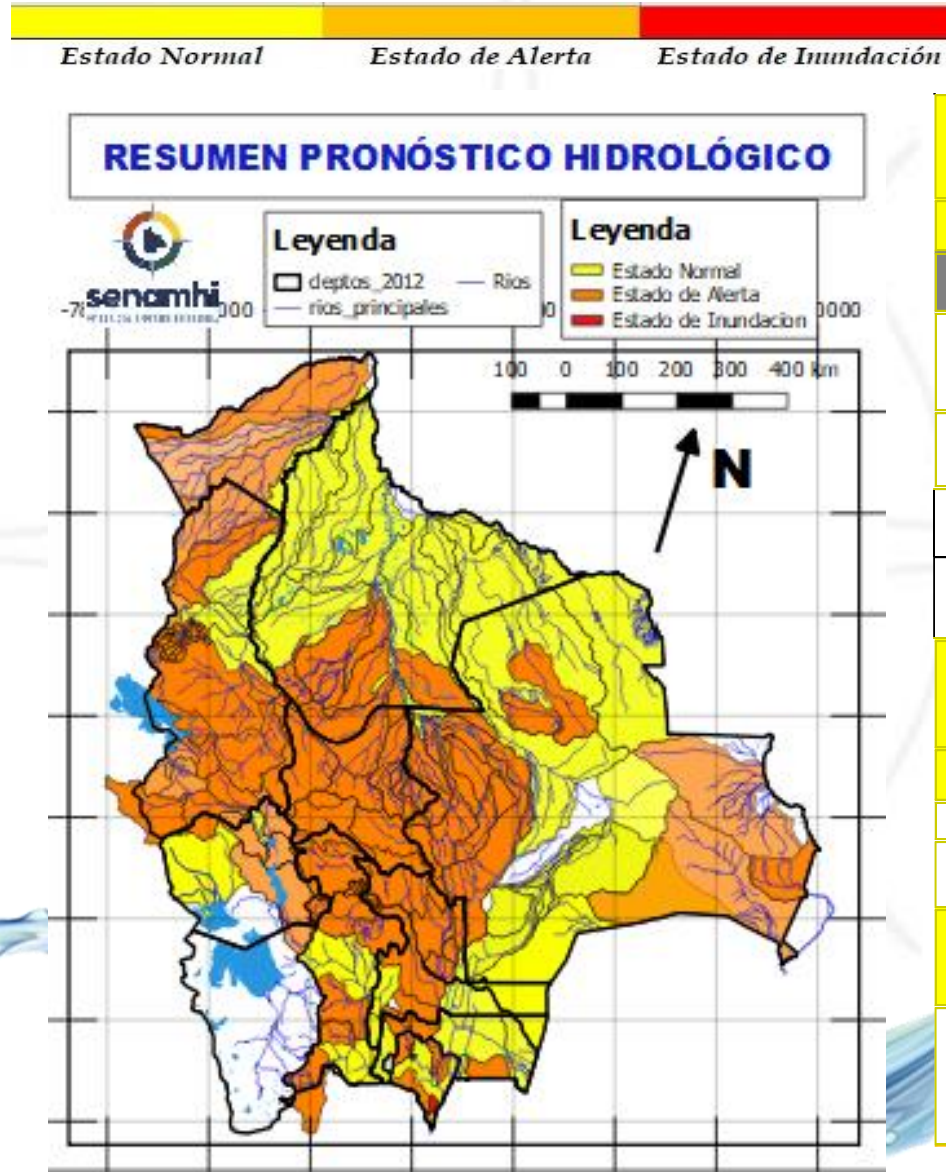 Estado Normal Estado de Alerta Estado de Inundación
RESUMEN PRONÓSTICO HIDROLÓGICO
senamhi
Leyenda
deptos_2012 Rios
rios_principales
Leyenda
Estado Normal
Estado de Alerta
Estado de Inundacion
100 0 100 200 300 400 km
N